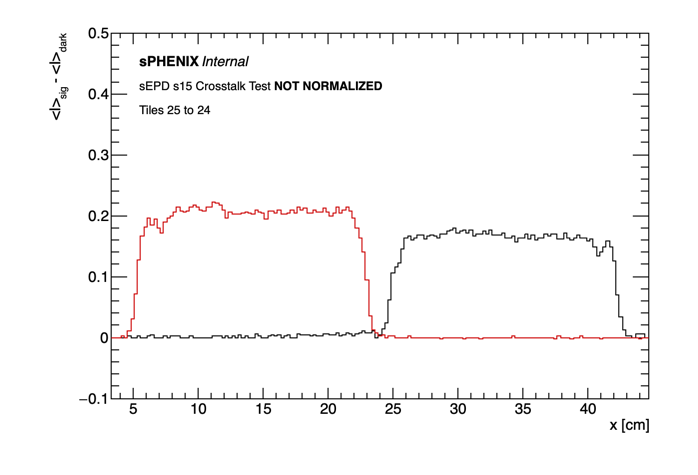 0.5
<I>sig - <I>dark
sPHENIX Internal
sEPD s15 Crosstalk Test NOT NORMALIZED
0.4
Tiles 25 to 24
0.3
0.2
0.1
0
−0.1
5 10 15 20 25 30 35 40
x [cm]